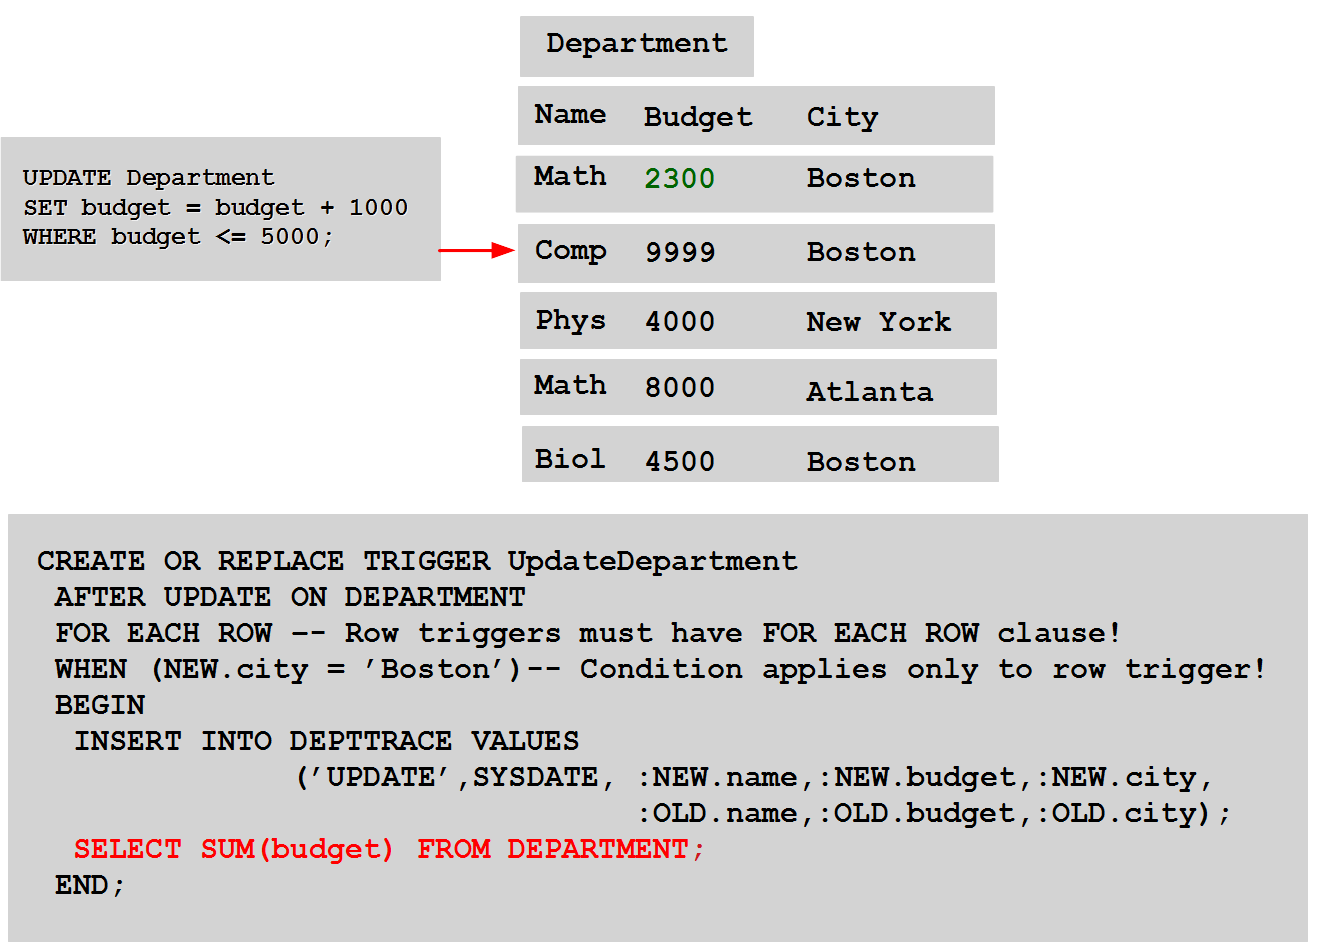 Department
Name Budget City
Math 2300 Boston
UPDATE Department
SET budget = budget + 1000
WHERE budget <= 5000;
Comp 9999 Boston
Phys 4000 New York
Math 8000 Atlanta
Biol 4500 Boston
CREATE OR REPLACE TRIGGER UpdateDepartment
AFTER UPDATE ON DEPARTMENT
FOR EACH ROW –- Row triggers must have FOR EACH ROW clause!
WHEN (NEW.city = ’Boston’)-- Condition applies only to row trigger!
BEGIN
INSERT INTO DEPTTRACE VALUES
(’UPDATE’,SYSDATE, :NEW.name,:NEW.budget,:NEW.city,
:OLD.name,:OLD.budget,:OLD.city);
SELECT SUM(budget) FROM DEPARTMENT;
END;